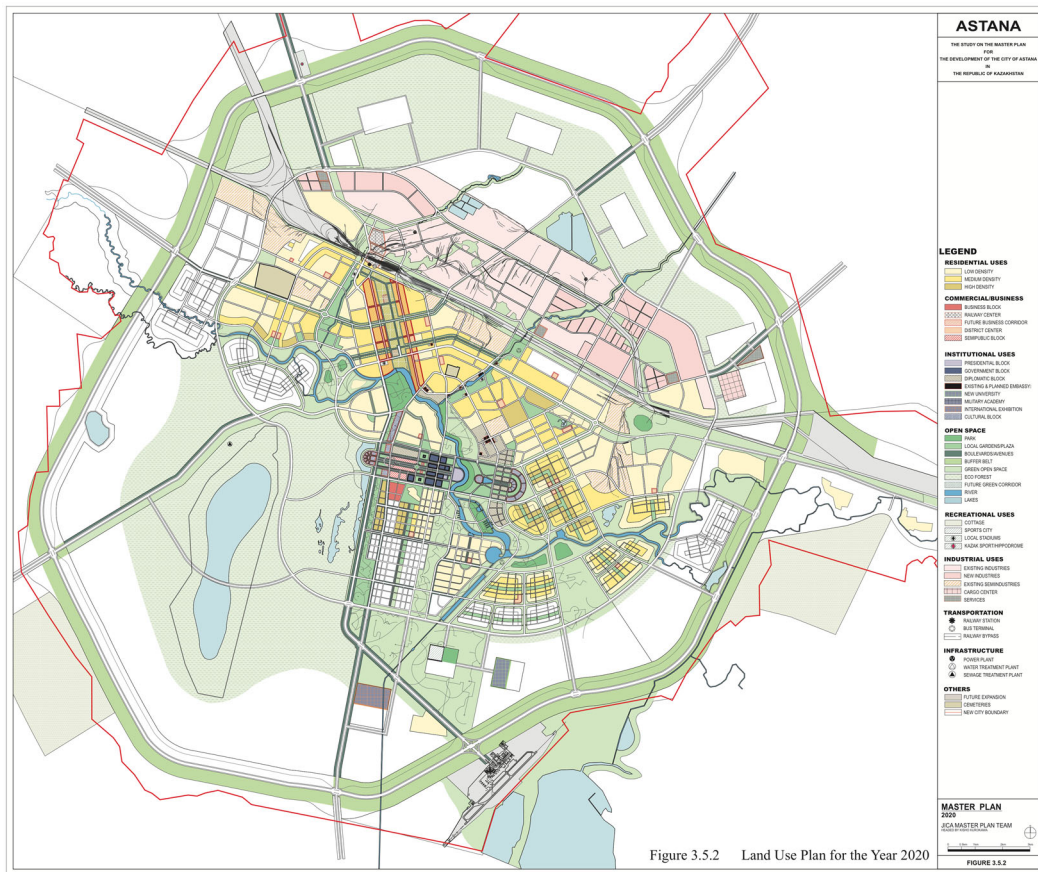 ASTANA
THE STUDY ON THE MASTER PLAN
FOR
THE DEVELOPMENT OF THE CITY OF ASTANA
IN
THE REPUBLIC OF KAZAKHSTAN
LEGEND
RESIDENTIAL USES
LOW DENSITY
MEDIUM DENSITY
HIGH DENSITY
COMMERCIAL/BUSINESS
BUSINESS BLOCK
RAILWAY CENTER
FUTURE BUSINESS CORRIDOR
DISTRICT CENTER
SEMIPUBLIC BLOCK
INSTITUTIONAL USES
PRESIDENTIAL BLOCK
GOVERNMENT BLOCK
DIPLOMATIC BLOCK
EXISTING & PLANNED EMBASSY:
NEW UNIVERSITY
MILITARY ACADEMY
INTERNATIONAL EXHIBITION
CULTURAL BLOCK
OPEN SPACE
PARK
LOCAL GARDENS/PLAZA
BOULEVARDS/AVENUES
BUFFER BELT
GREEN OPEN SPACE
ECO FOREST
FUTURE GREEN CORRIDOR
RIVER
LAKES
RECREATIONAL USES
COTTAGE
SPORTS CITY
LOCAL STADIUMS
KAZAK SPORT/HIPPODROME
INDUSTRIAL USES
EXISTING INDUSTRIES
NEW INDUSTRIES
EXISTING SEMIINDUSTRIES
CARGO CENTER
SERVICES
TRANSPORTATION
RAILWAY STATION
BUS TERMINAL
RAILWAY BYPASS
INFRASTRUCTURE
POWER PLANT
WATER TREATMENT PLANT
SEWAGE TREATMENT PLANT
OTHERS
FUTURE EXPANSION
CEMETERIES
NEW CITY BOUNDARY
MASTER PLAN
2020
JICA MASTER PLAN TEAM
HEADED BY KISHO KUROKAWA
FIGURE 3.5.2
Figure 3.5.2 Land Use Plan for the Year 2020